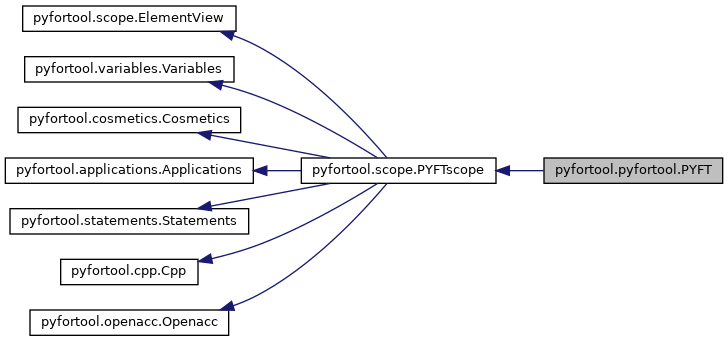 pyfortool.scope.ElementView
pyfortool.variables.Variables
pyfortool.cosmetics.Cosmetics
pyfortool.applications.Applications
pyfortool.scope.PYFTscope
pyfortool.pyfortool.PYFT
pyfortool.statements.Statements
pyfortool.cpp.Cpp
pyfortool.openacc.Openacc